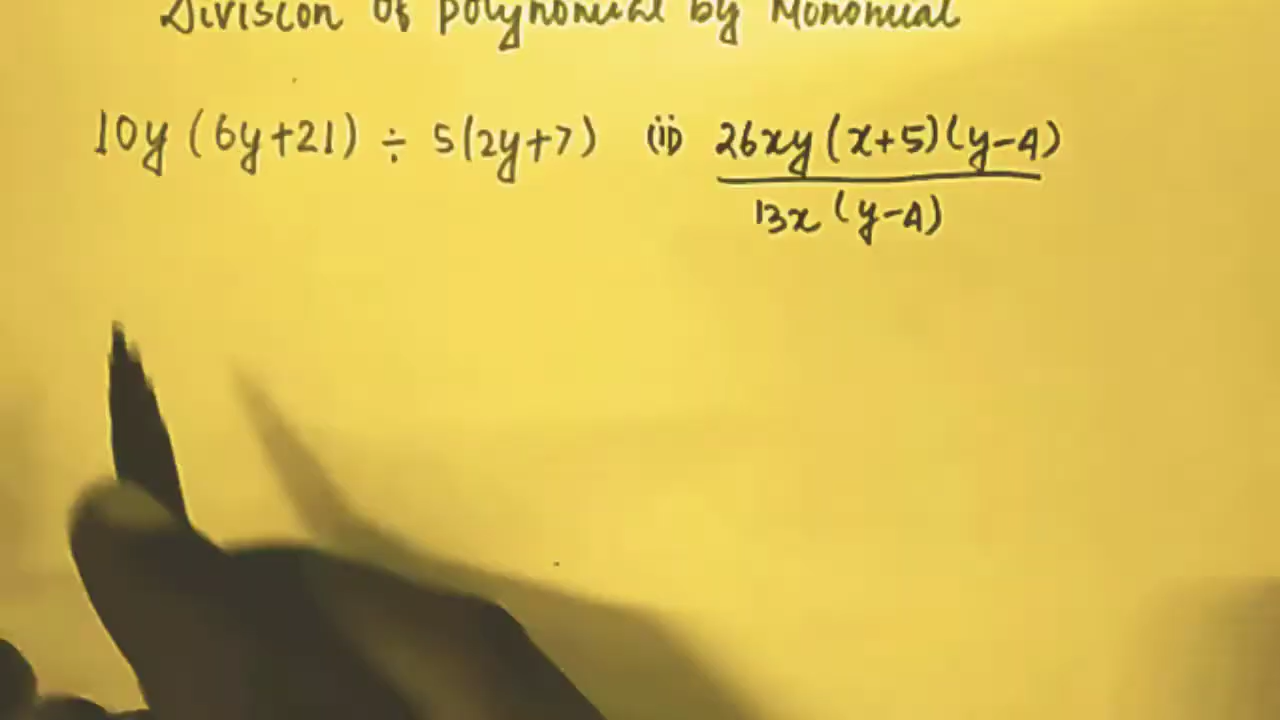 Division of polynomial by Monomial
10y (6y+21) ÷ 5(2y+7) (ii) 26xy (x+5)(y-4)
13x (y-4)